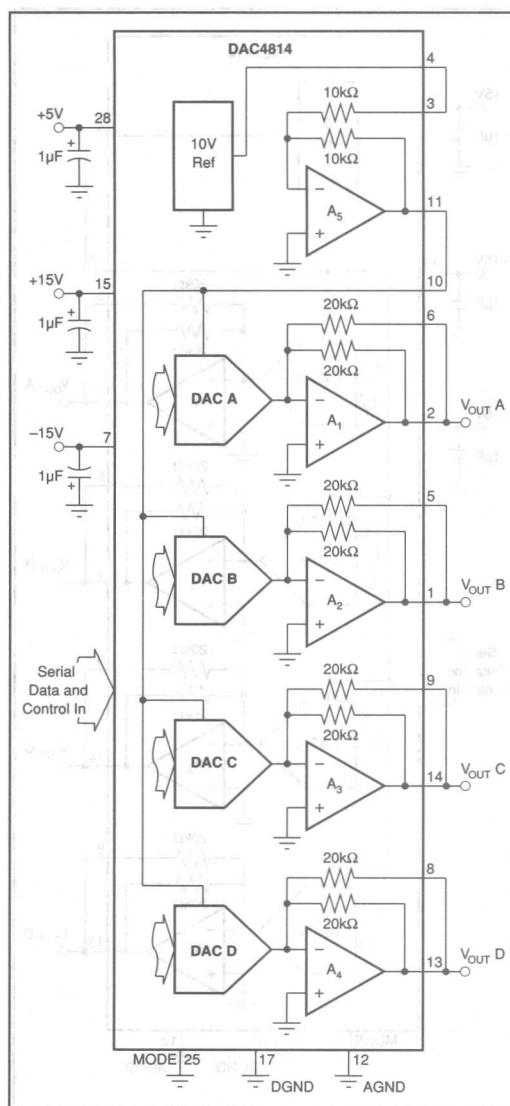 DAC4814
4
10kΩ
3
+5V
28
+
1µF
10V
Ref
10kΩ
−
A5
+
11
+15V
15
+
1µF
10
20kΩ
6
DAC A
20kΩ
−
A1
+
2
VOUT A
−15V
7
1µF
+
20kΩ
5
DAC B
20kΩ
−
A2
+
1
VOUT B
Serial
Data and
Control In
20kΩ
9
DAC C
20kΩ
−
A3
+
14
VOUT C
20kΩ
8
DAC D
20kΩ
−
A4
+
13
VOUT D
MODE 25
17
12
DGND
AGND